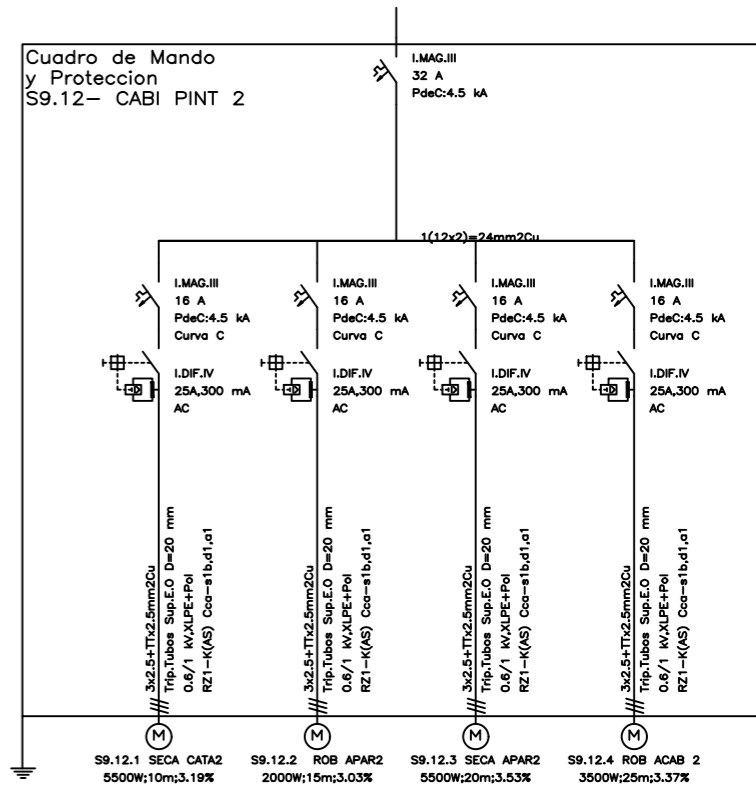 Cuadro de Mando
y Proteccion
S9.12- CABI PINT 2
I.MAG.III
32 A
PdeC:4.5 kA
1(12x2)=24mm2Cu
I.MAG.III
16 A
PdeC:4.5 kA
Curva C
I.DIF.IV
25A,300 mA
AC
I.MAG.III
16 A
PdeC:4.5 kA
Curva C
I.DIF.IV
25A,300 mA
AC
I.MAG.III
16 A
PdeC:4.5 kA
Curva C
I.DIF.IV
25A,300 mA
AC
I.MAG.III
16 A
PdeC:4.5 kA
Curva C
I.DIF.IV
25A,300 mA
AC
3x2.5+TTx2.5mm2Cu
Trip.Tubos Sup.E.O D=20 mm
0.6/1 kV,XLPE+Pol
RZ1-K(AS) Cca-s1b,d1,a1
3x2.5+TTx2.5mm2Cu
Trip.Tubos Sup.E.O D=20 mm
0.6/1 kV,XLPE+Pol
RZ1-K(AS) Cca-s1b,d1,a1
3x2.5+TTx2.5mm2Cu
Trip.Tubos Sup.E.O D=20 mm
0.6/1 kV,XLPE+Pol
RZ1-K(AS) Cca-s1b,d1,a1
3x2.5+TTx2.5mm2Cu
Trip.Tubos Sup.E.O D=20 mm
0.6/1 kV,XLPE+Pol
RZ1-K(AS) Cca-s1b,d1,a1
M
M
M
M
S9.12.1 SECA CATA2
5500W;10m;3.19%
S9.12.2 ROB APAR2
2000W;15m;3.03%
S9.12.3 SECA APAR2
5500W;20m;3.53%
S9.12.4 ROB ACAB 2
3500W;25m;3.37%